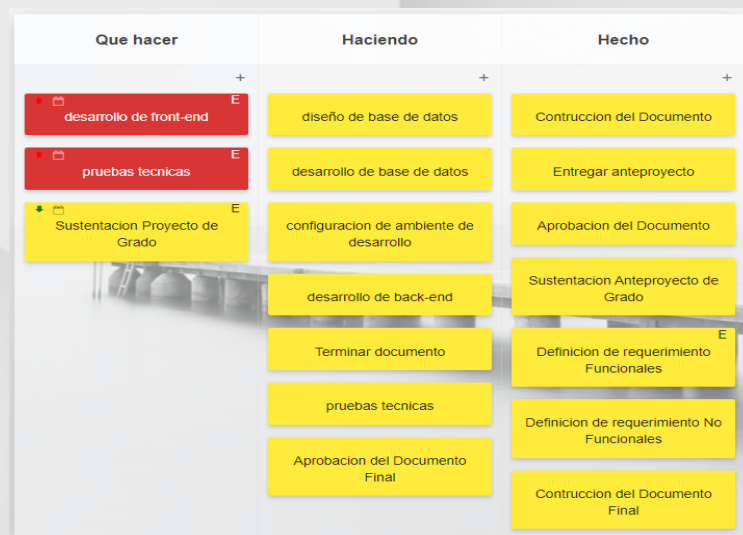 Que hacer
Haciendo
Hecho
+
+
+
E
desarrollo de front-end
E
pruebas tecnicas
E
Sustentacion Proyecto de
Grado
diseño de base de datos
desarrollo de base de datos
configuracion de ambiente de
desarrollo
desarrollo de back-end
Terminar documento
pruebas tecnicas
Aprobacion del Documento
Final
Contruccion del Documento
Entregar anteproyecto
Aprobacion del Documento
Sustentacion Anteproyecto de
Grado
E
Definicion de requerimiento
Funcionales
Definicion de requerimiento No
Funcionales
Contruccion del Documento
Final